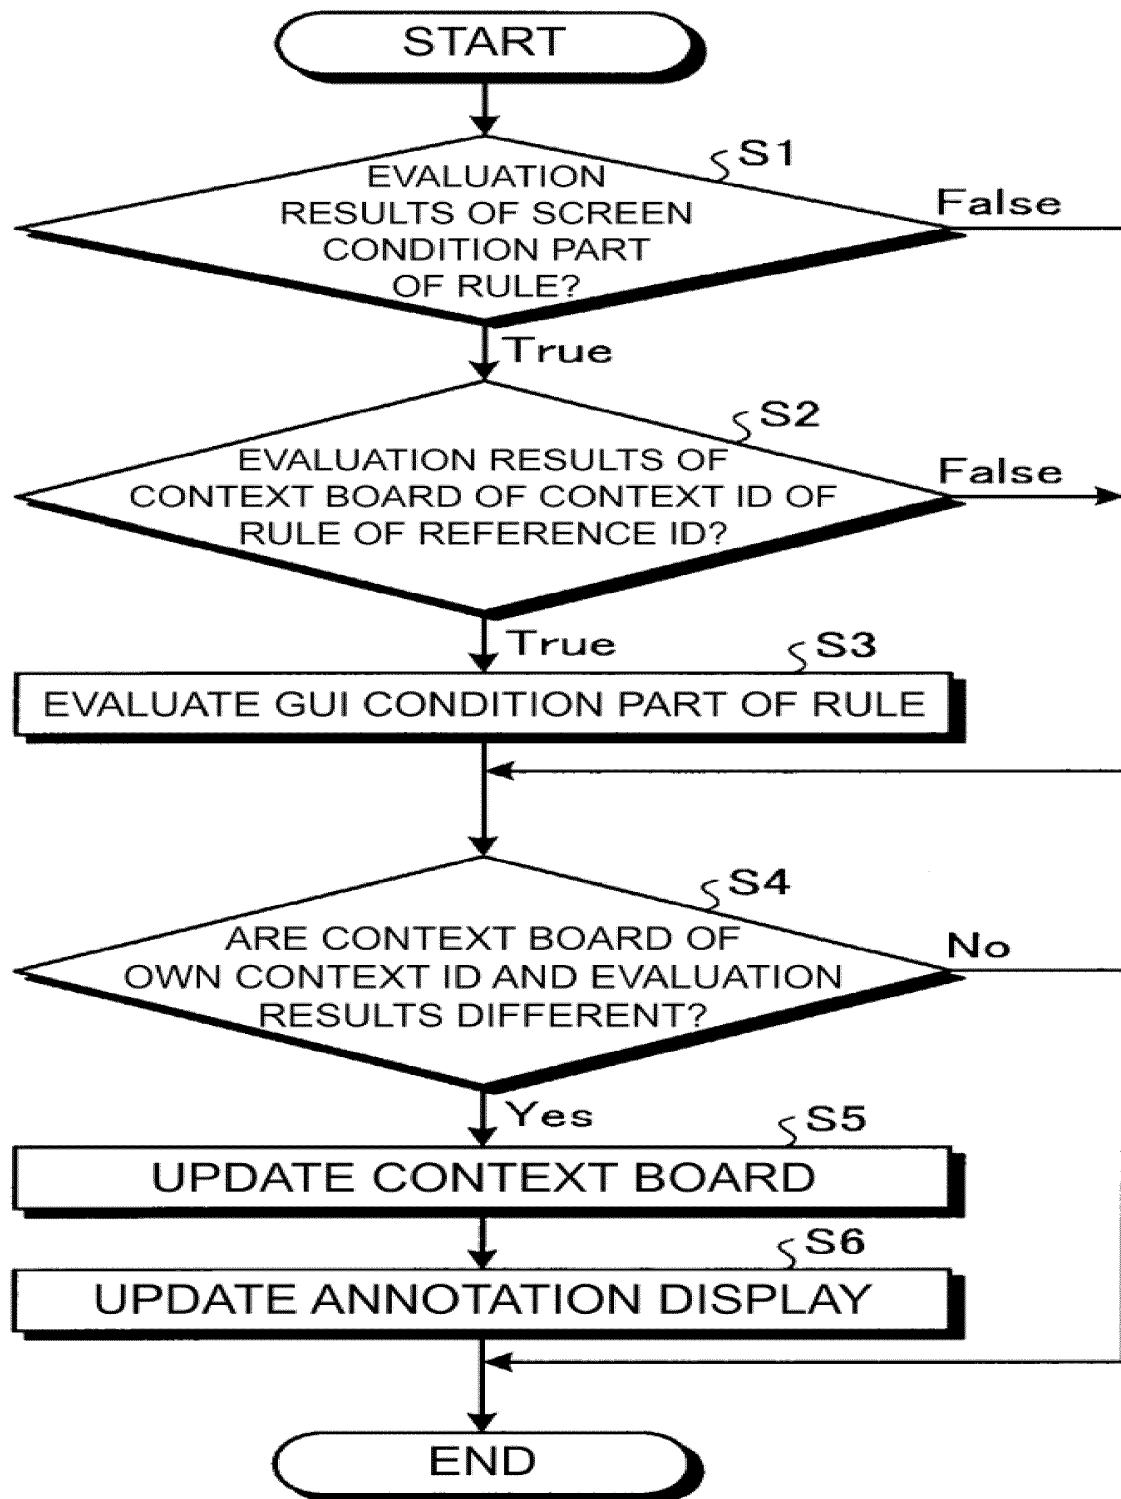 START
S1
EVALUATION
RESULTS OF SCREEN
CONDITION PART
OF RULE?
False
True
S2
EVALUATION RESULTS OF
CONTEXT BOARD OF CONTEXT ID OF
RULE OF REFERENCE ID?
False
True
S3
EVALUATE GUI CONDITION PART OF RULE
S4
ARE CONTEXT BOARD OF
OWN CONTEXT ID AND EVALUATION
RESULTS DIFFERENT?
No
Yes
S5
UPDATE CONTEXT BOARD
S6
UPDATE ANNOTATION DISPLAY
END